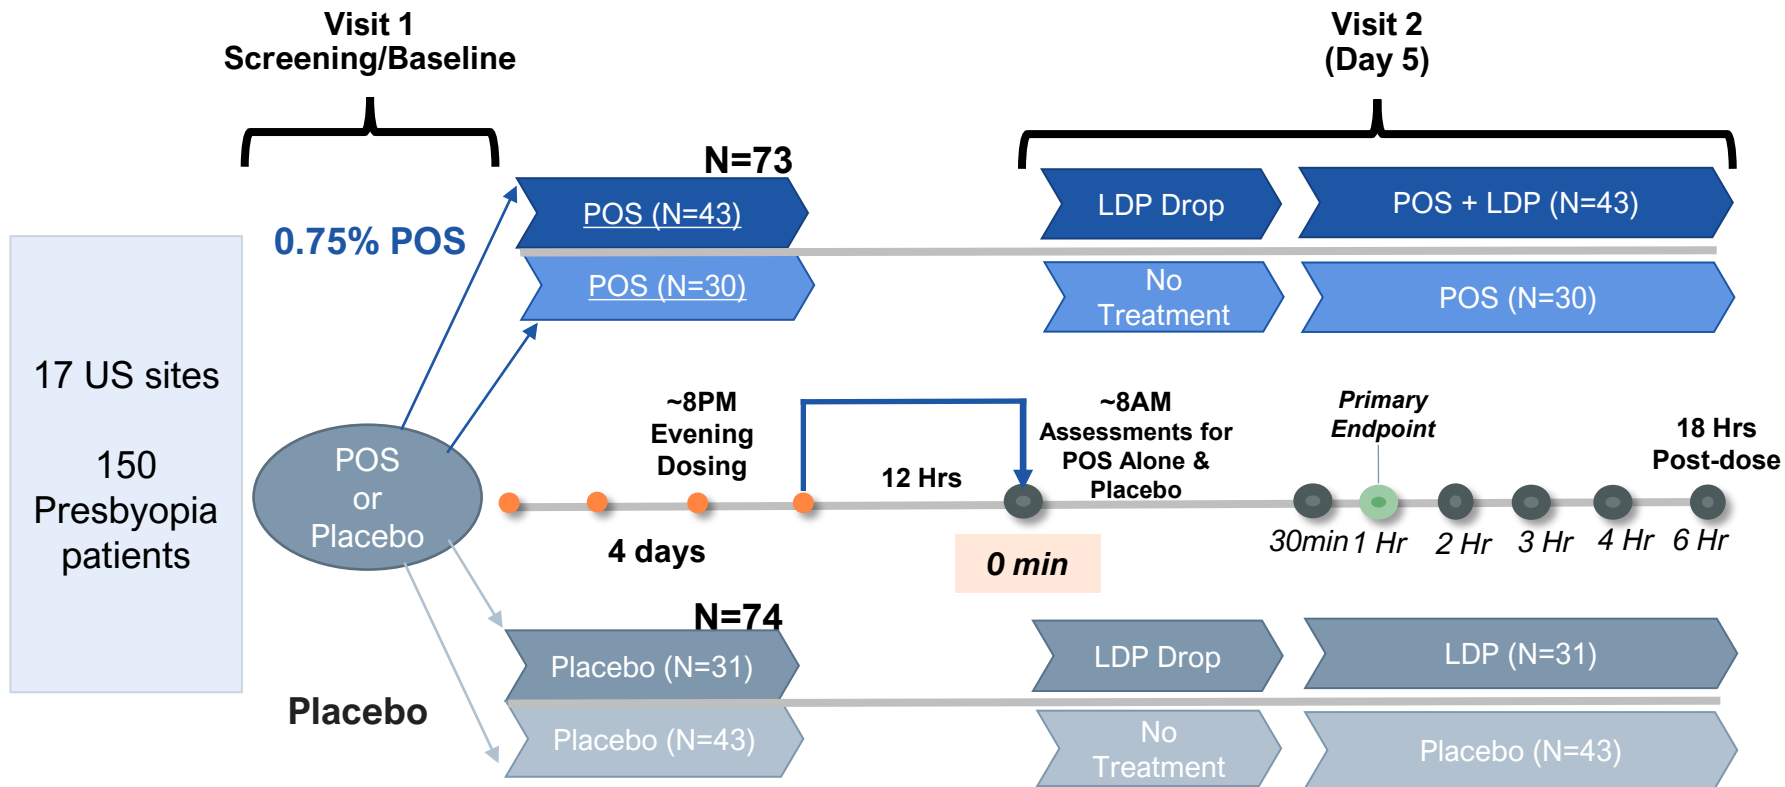 Visit 1
Screening/Baseline
Visit 2
(Day 5)
N=73
0.75% POS
POS (N=43)
LDP Drop
POS + LDP (N=43)
POS (N=30)
No
Treatment
POS (N=30)
17 US sites
150
Presbyopia
patients
POS
or
Placebo
~8PM
Evening
Dosing
12 Hrs
~8AM
Assessments for
POS Alone &
Placebo
Primary
Endpoint
18 Hrs
Post-dose
4 days
0 min
30min
1 Hr
2 Hr
3 Hr
4 Hr
6 Hr
N=74
Placebo
Placebo (N=31)
LDP Drop
LDP (N=31)
Placebo (N=43)
No
Treatment
Placebo (N=43)